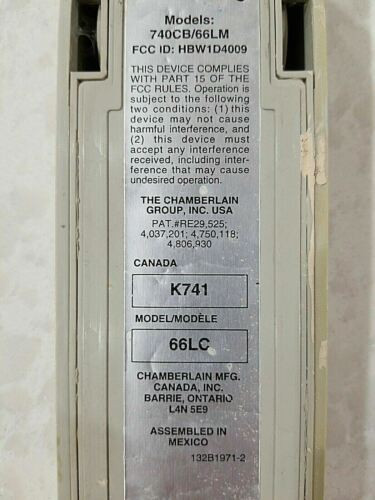 Models:
740CB/66LM
FCC ID: HBW1D4009
THIS DEVICE COMPLIES
WITH PART 15 OF THE
FCC RULES. Operation is
subject to the following
two conditions: (1) this
device may not cause
harmful interference, and
(2) this device must
accept any interference
received, including inter-
ference that may cause
undesired operation.
THE CHAMBERLAIN
GROUP, INC. USA
PAT.#RE29,525;
4,037,201; 4,750,118;
4,806,930
CANADA
K741
MODEL/MODÈLE
66LC
CHAMBERLAIN MFG.
CANADA, INC.
BARRIE, ONTARIO
L4N 5E9
ASSEMBLED IN
MEXICO
132B1971-2